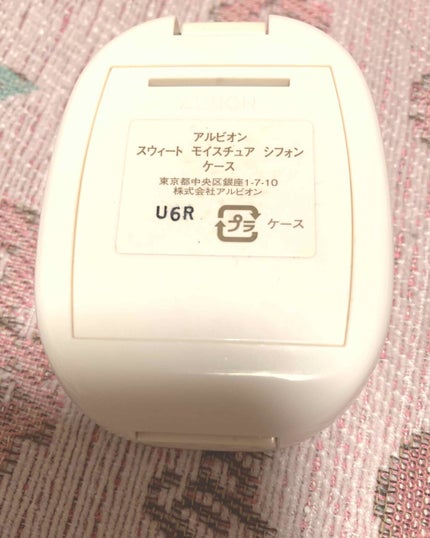 ALBION
アルビオン
スウィート モイスチュア シフォン
ケース
東京都中央区銀座1-7-10
株式会社アルビオン
U6R プラ ケース